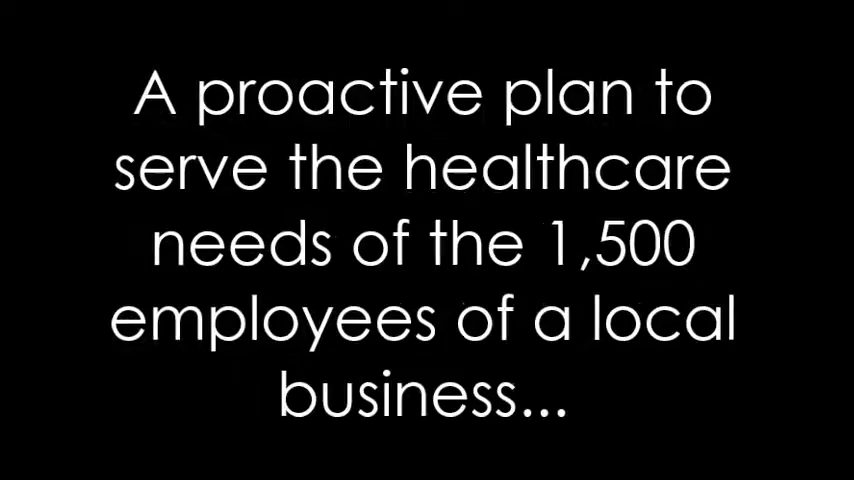 A proactive plan to
serve the healthcare
needs of the 1,500
employees of a local
business...